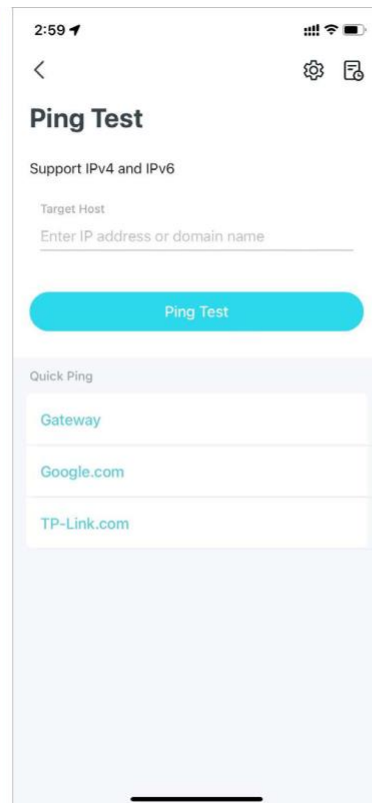 2:59
Ping Test
Support IPv4 and IPv6
Target Host
Enter IP address or domain name
Ping Test
Quick Ping
Gateway
Google.com
TP-Link.com